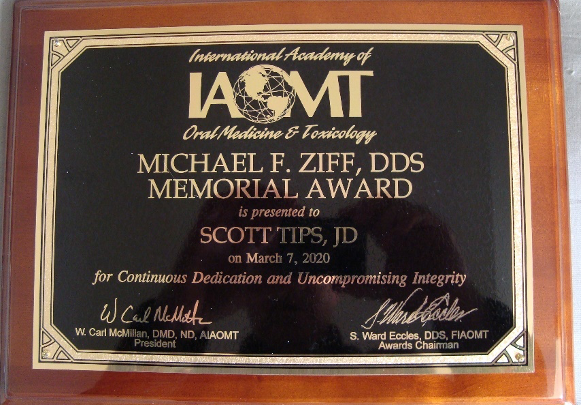 International Academy of
IAOMT
Oral Medicine & Toxicology
MICHAEL F. ZIFF, DDS
MEMORIAL AWARD
is presented to
SCOTT TIPS, JD
on March 7, 2020
for Continuous Dedication and Uncompromising Integrity
W. Carl McMillan, DMD, ND, AIAOMT
President
S. Ward Eccles, DDS, FIAOMT
Awards Chairman